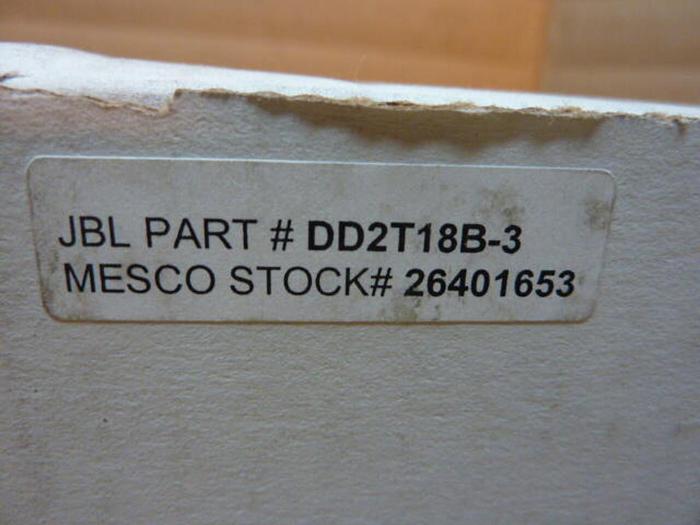 JBL PART # DD2T18B-3
MESCO STOCK# 26401653